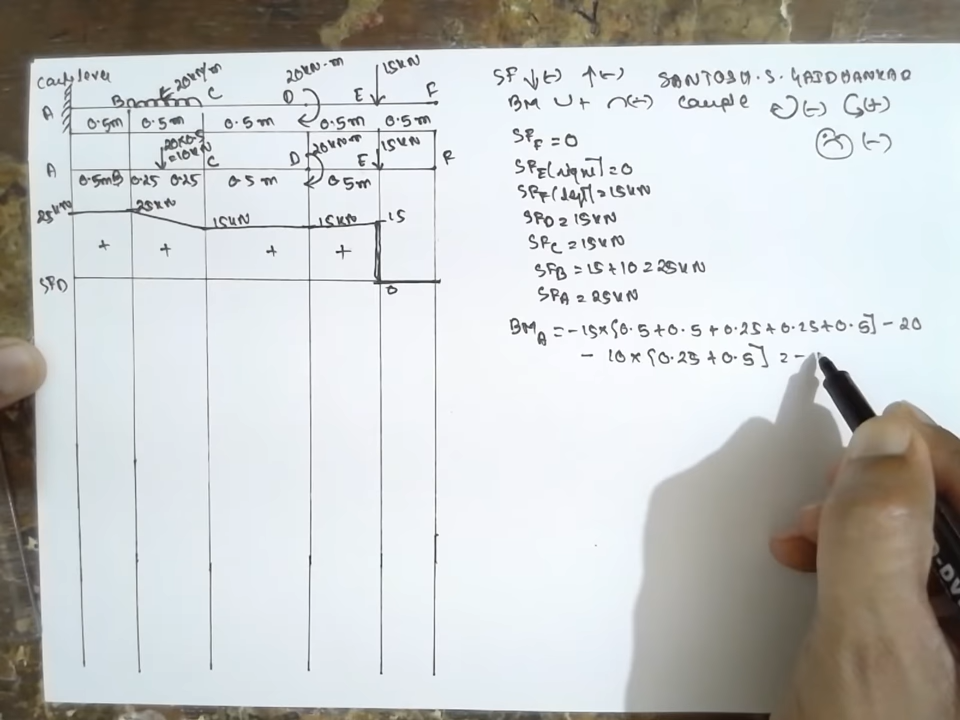 Cantilever
20kN/m
20kN-m
15kN
A B C D E F
0.5m 0.5m 0.5m 0.5m 0.5m
20×0.5
=10kN
20kN-m
15kN
A C D E F
0.5m B 0.25 0.25 0.5m 0.5m
25kN 25kN 15kN 15kN 15
+ + + +
SFD 0
SF ↓(-) ↑(-) SANTOSH.S.GAIDHANKAR
BM ∪+ ∩(-) couple (-) (+)
(-)
SF_F = 0
SF_E(right) = 0
SF_F(left) = 15kN
SF_D = 15kN
SF_C = 15kN
SF_B = 15+10 = 25kN
SF_A = 25kN
BM_A = -15×[0.5+0.5+0.25+0.25+0.5] - 20
- 10×[0.25+0.5] = -